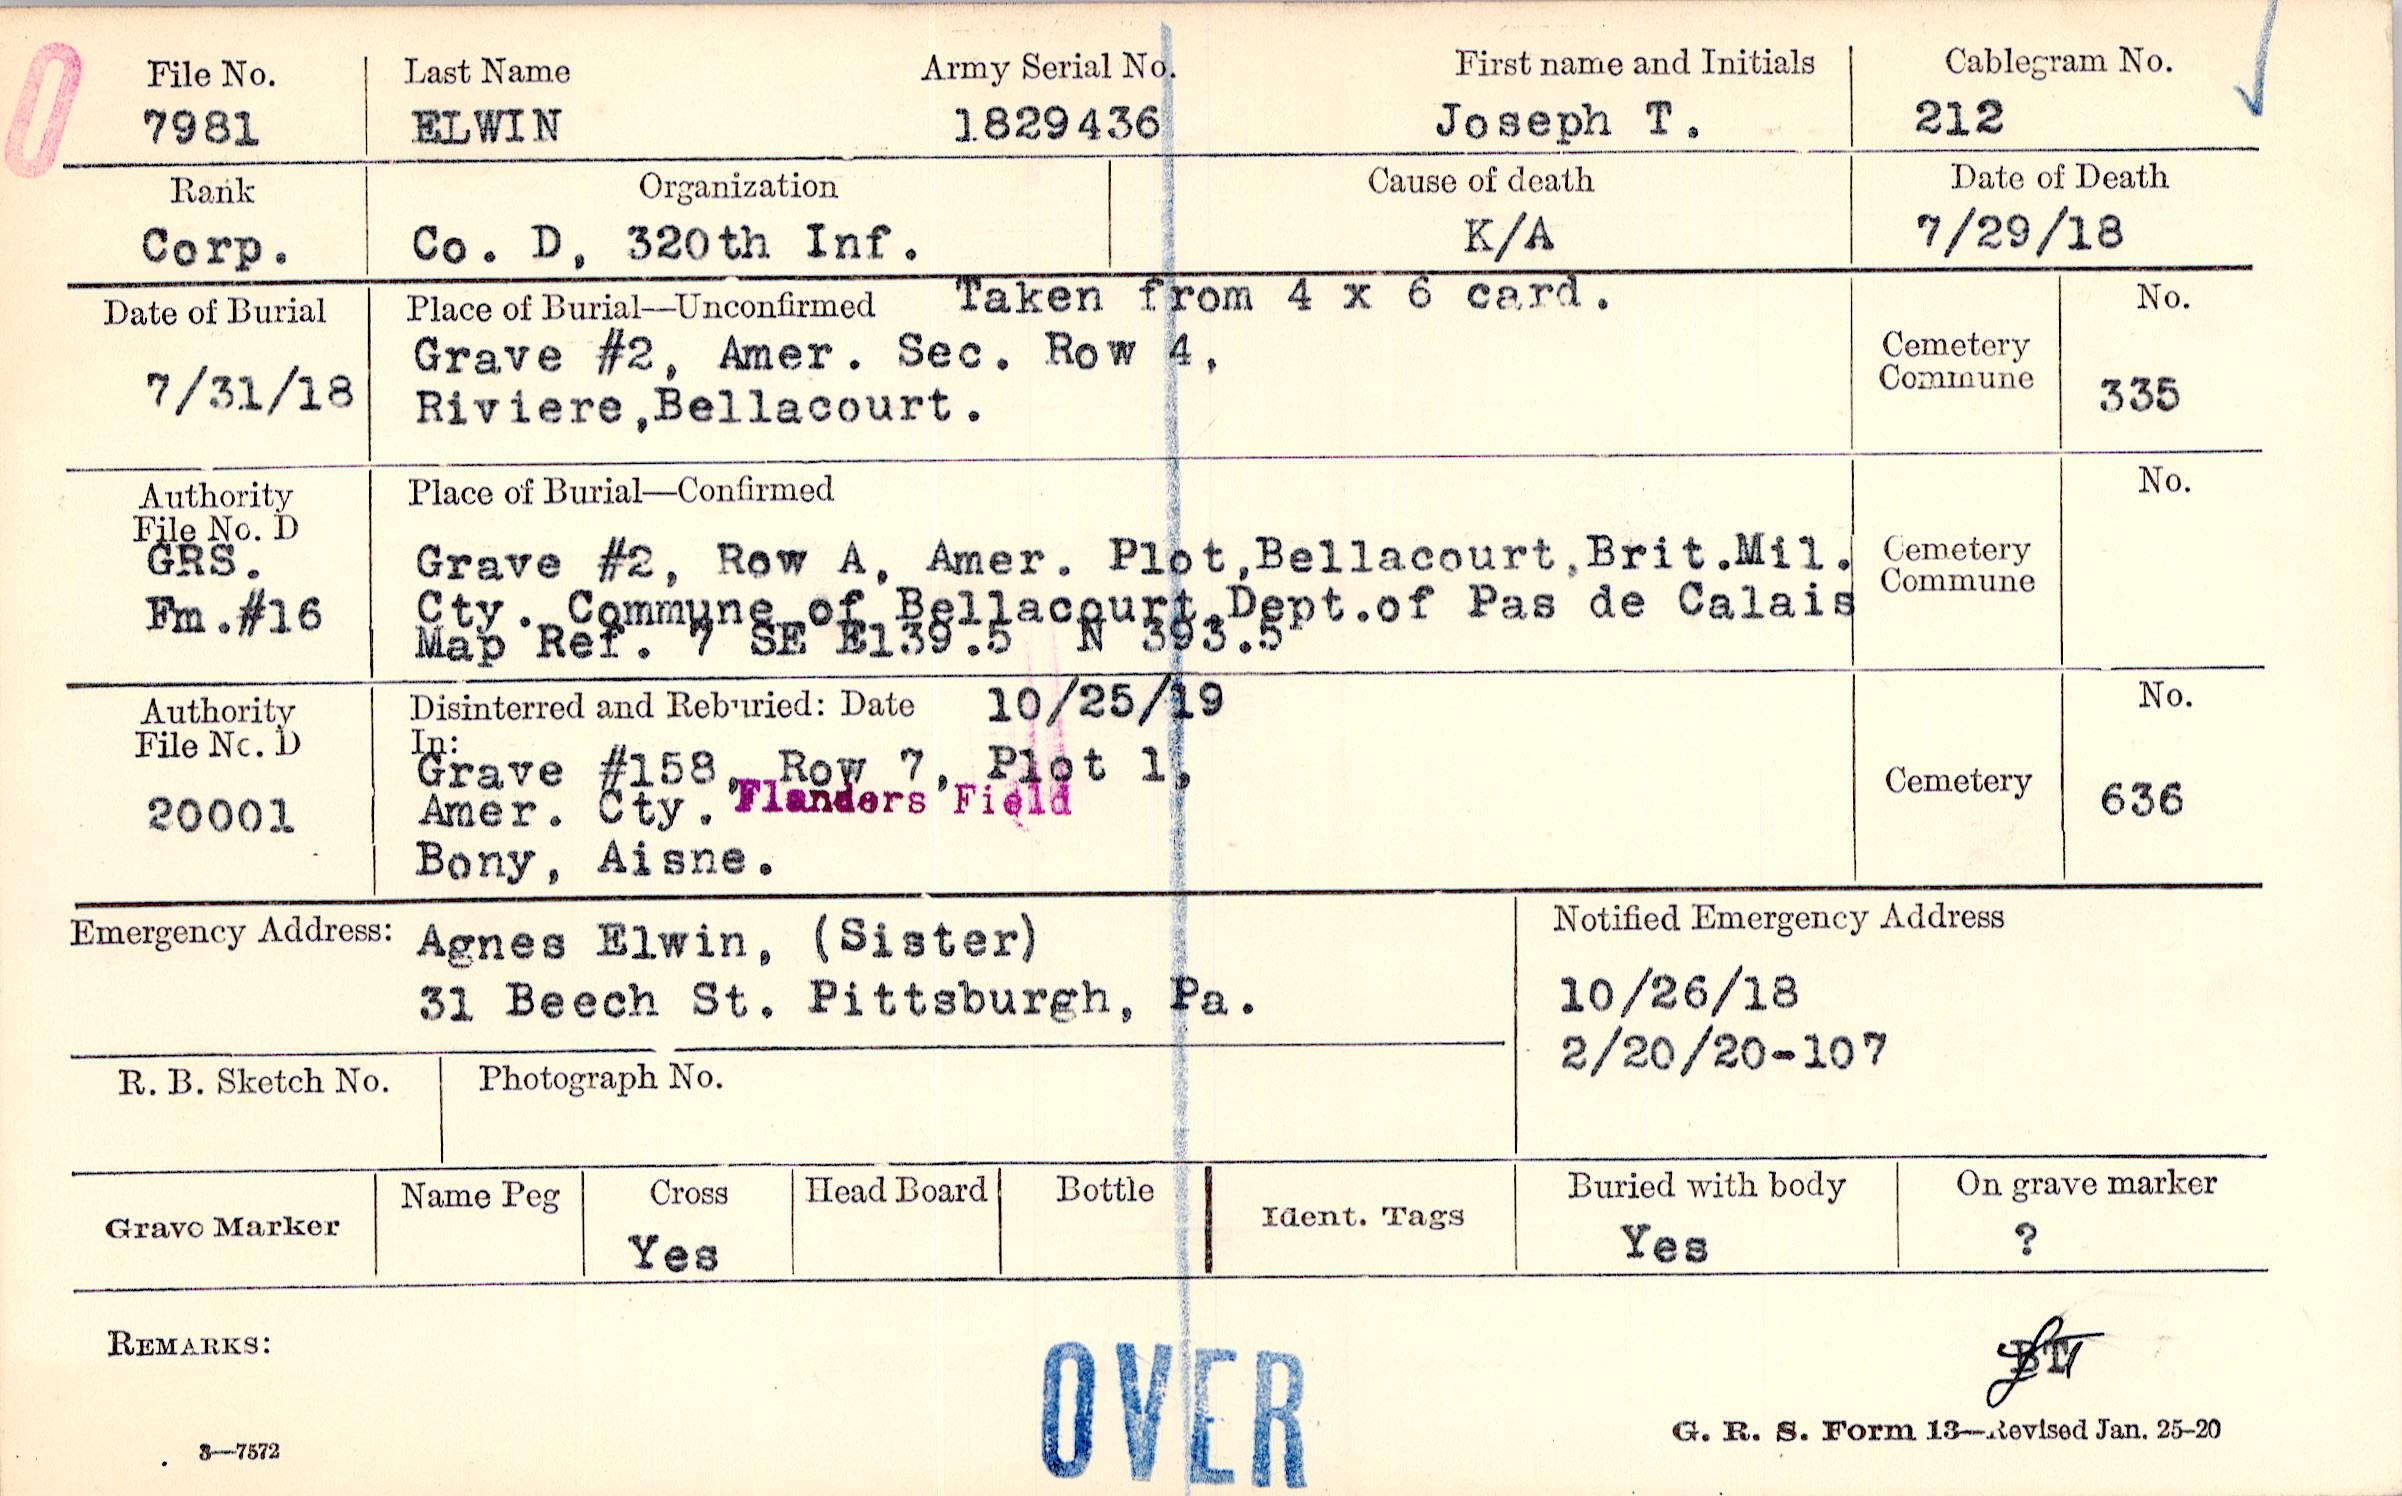 O
File No. Last Name Army Serial No. First name and Initials Cablegram No.
7981 ELWIN 1829436 Joseph T. 212
Rank Organization Cause of death Date of Death
Corp. Co. D, 320th Inf. K/A 7/29/18
Date of Burial Place of Burial—Unconfirmed Taken from 4 x 6 card. No.
Grave #2, Amer. Sec. Row 4, Cemetery
7/31/18 Riviere,Bellacourt. Commune 335
Authority Place of Burial—Confirmed No.
File No. D
GRS. Grave #2, Row A, Amer. Plot,Bellacourt,Brit.Mil. Cemetery
Fm.#16 Cty. Commune of Bellacourt,Dept.of Pas de Calais Commune
Map Ref. 7 SE E139.5 N 393.5
Authority Disinterred and Reburied: Date 10/25/19 No.
File No. D In:
Grave #158, Row 7, Plot 1, Cemetery
20001 Amer. Cty. "Flanders Field 636
Bony, Aisne.
Emergency Address: Agnes Elwin, (Sister) Notified Emergency Address
31 Beech St. Pittsburgh, Pa. 10/26/18
2/20/20-107
R. B. Sketch No. Photograph No.
Grave Marker Name Peg Cross Head Board Bottle Ident. Tags Buried with body On grave marker
Yes Yes ?
REMARKS:
OVER
3—7572 G. R. S. Form 13—Revised Jan. 25-20